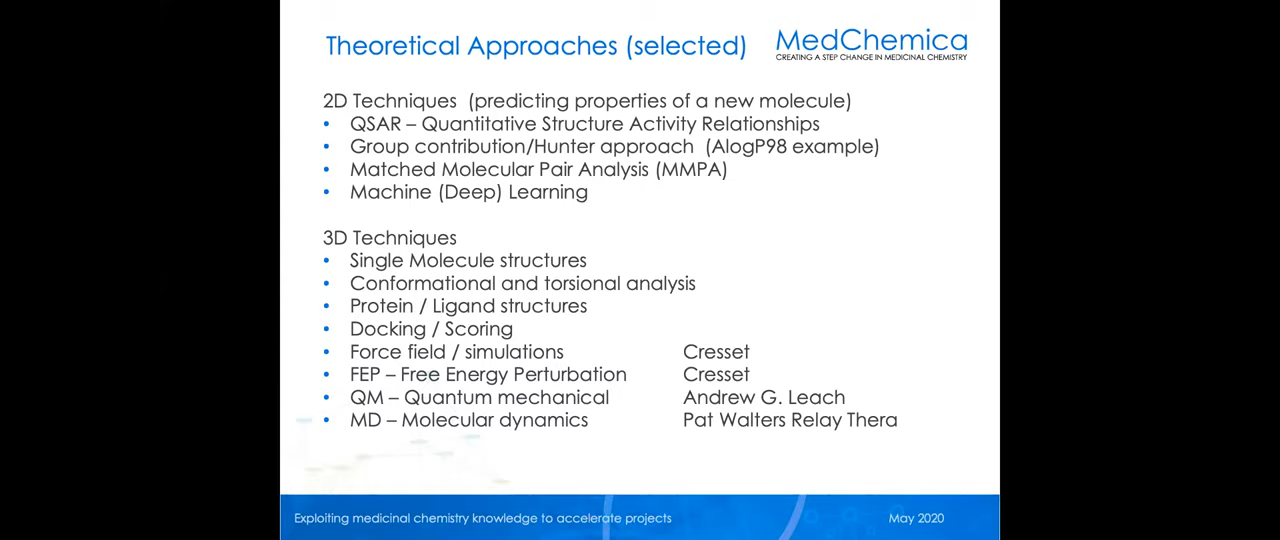 Theoretical Approaches (selected)
MedChemica
CREATING A STEP CHANGE IN MEDICINAL CHEMISTRY
2D Techniques (predicting properties of a new molecule)
• QSAR – Quantitative Structure Activity Relationships
• Group contribution/Hunter approach (AlogP98 example)
• Matched Molecular Pair Analysis (MMPA)
• Machine (Deep) Learning
3D Techniques
• Single Molecule structures
• Conformational and torsional analysis
• Protein / Ligand structures
• Docking / Scoring
• Force field / simulations Cresset
• FEP – Free Energy Perturbation Cresset
• QM – Quantum mechanical Andrew G. Leach
• MD – Molecular dynamics Pat Walters Relay Thera
Exploiting medicinal chemistry knowledge to accelerate projects May 2020